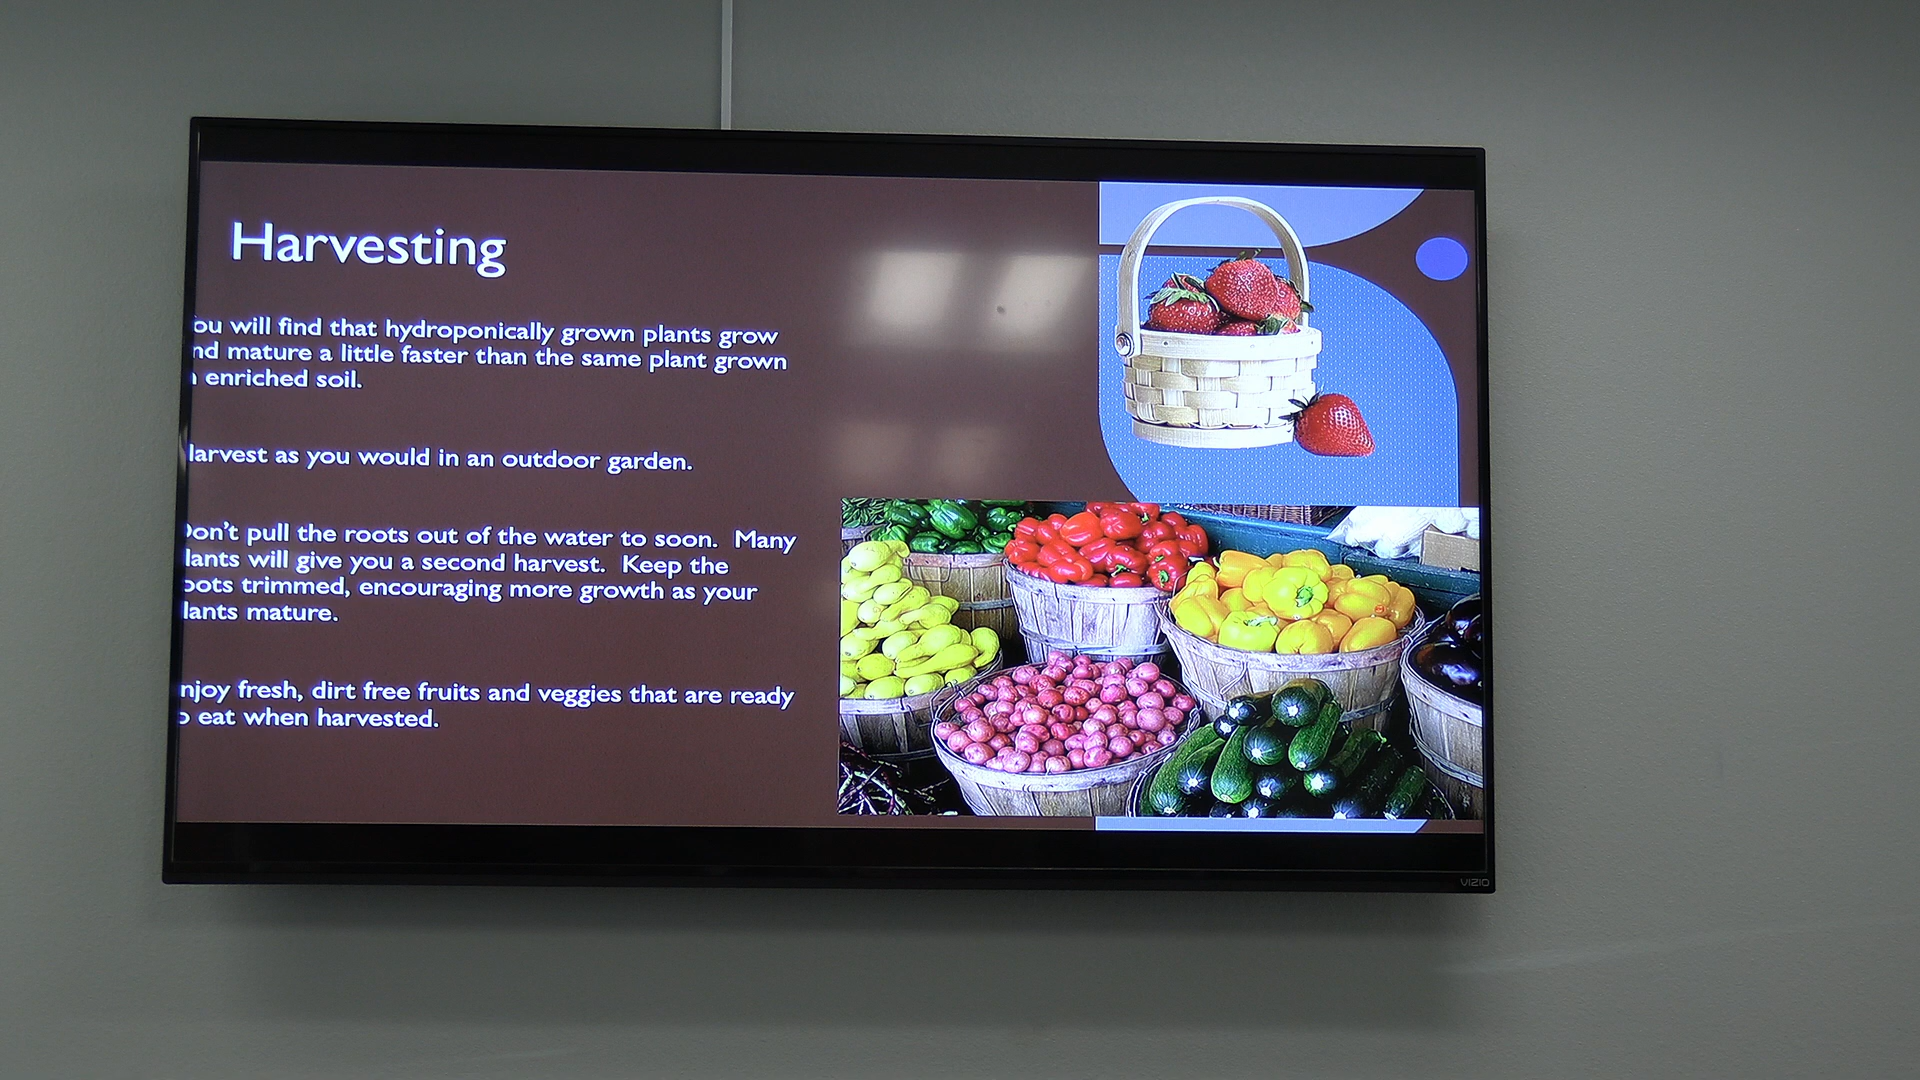 Harvesting
ou will find that hydroponically grown plants grow
nd mature a little faster than the same plant grown
n enriched soil.
Harvest as you would in an outdoor garden.
Don't pull the roots out of the water to soon. Many
lants will give you a second harvest. Keep the
oots trimmed, encouraging more growth as your
lants mature.
njoy fresh, dirt free fruits and veggies that are ready
o eat when harvested.
VIZIO